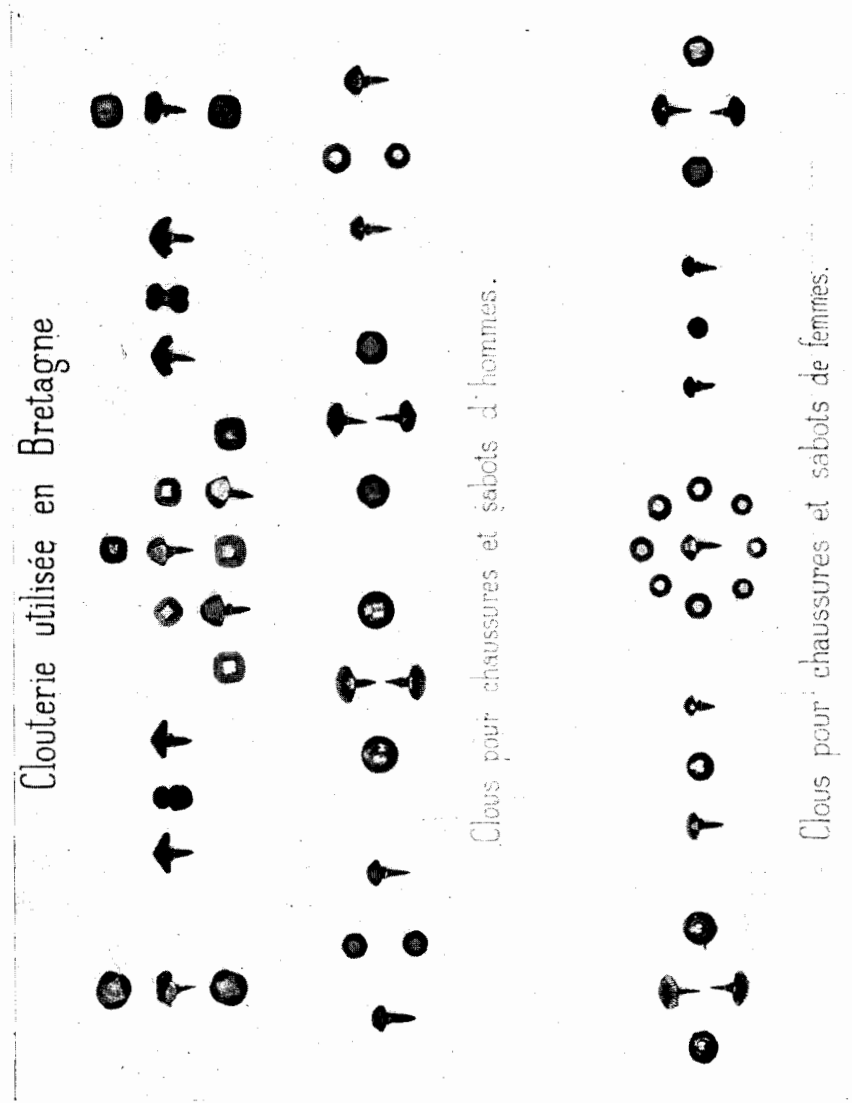 Clouterie utilisée en Bretagne
Clous pour chaussures et sabots d'hommes.
Clous pour chaussures et sabots de femmes.